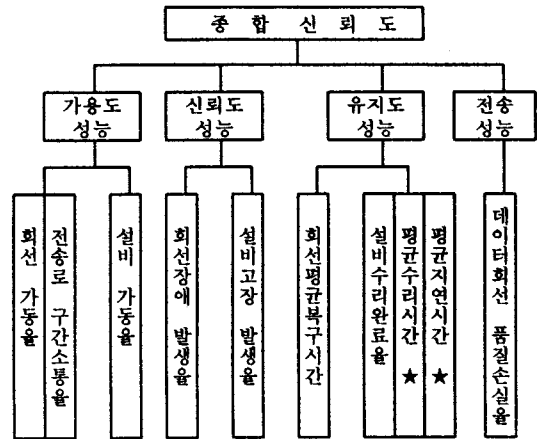 종 합 신 뢰 도
가용도
성능
신뢰도
성능
유지도
성능
전송
성능
회선 가동율
전송로 구간소통율
설비 가동율
회선장애 발생율
설비고장 발생율
회선평균복구시간
설비수리완료율
평균수리시간 ★
평균지연시간 ★
데이터회선 품질손실율